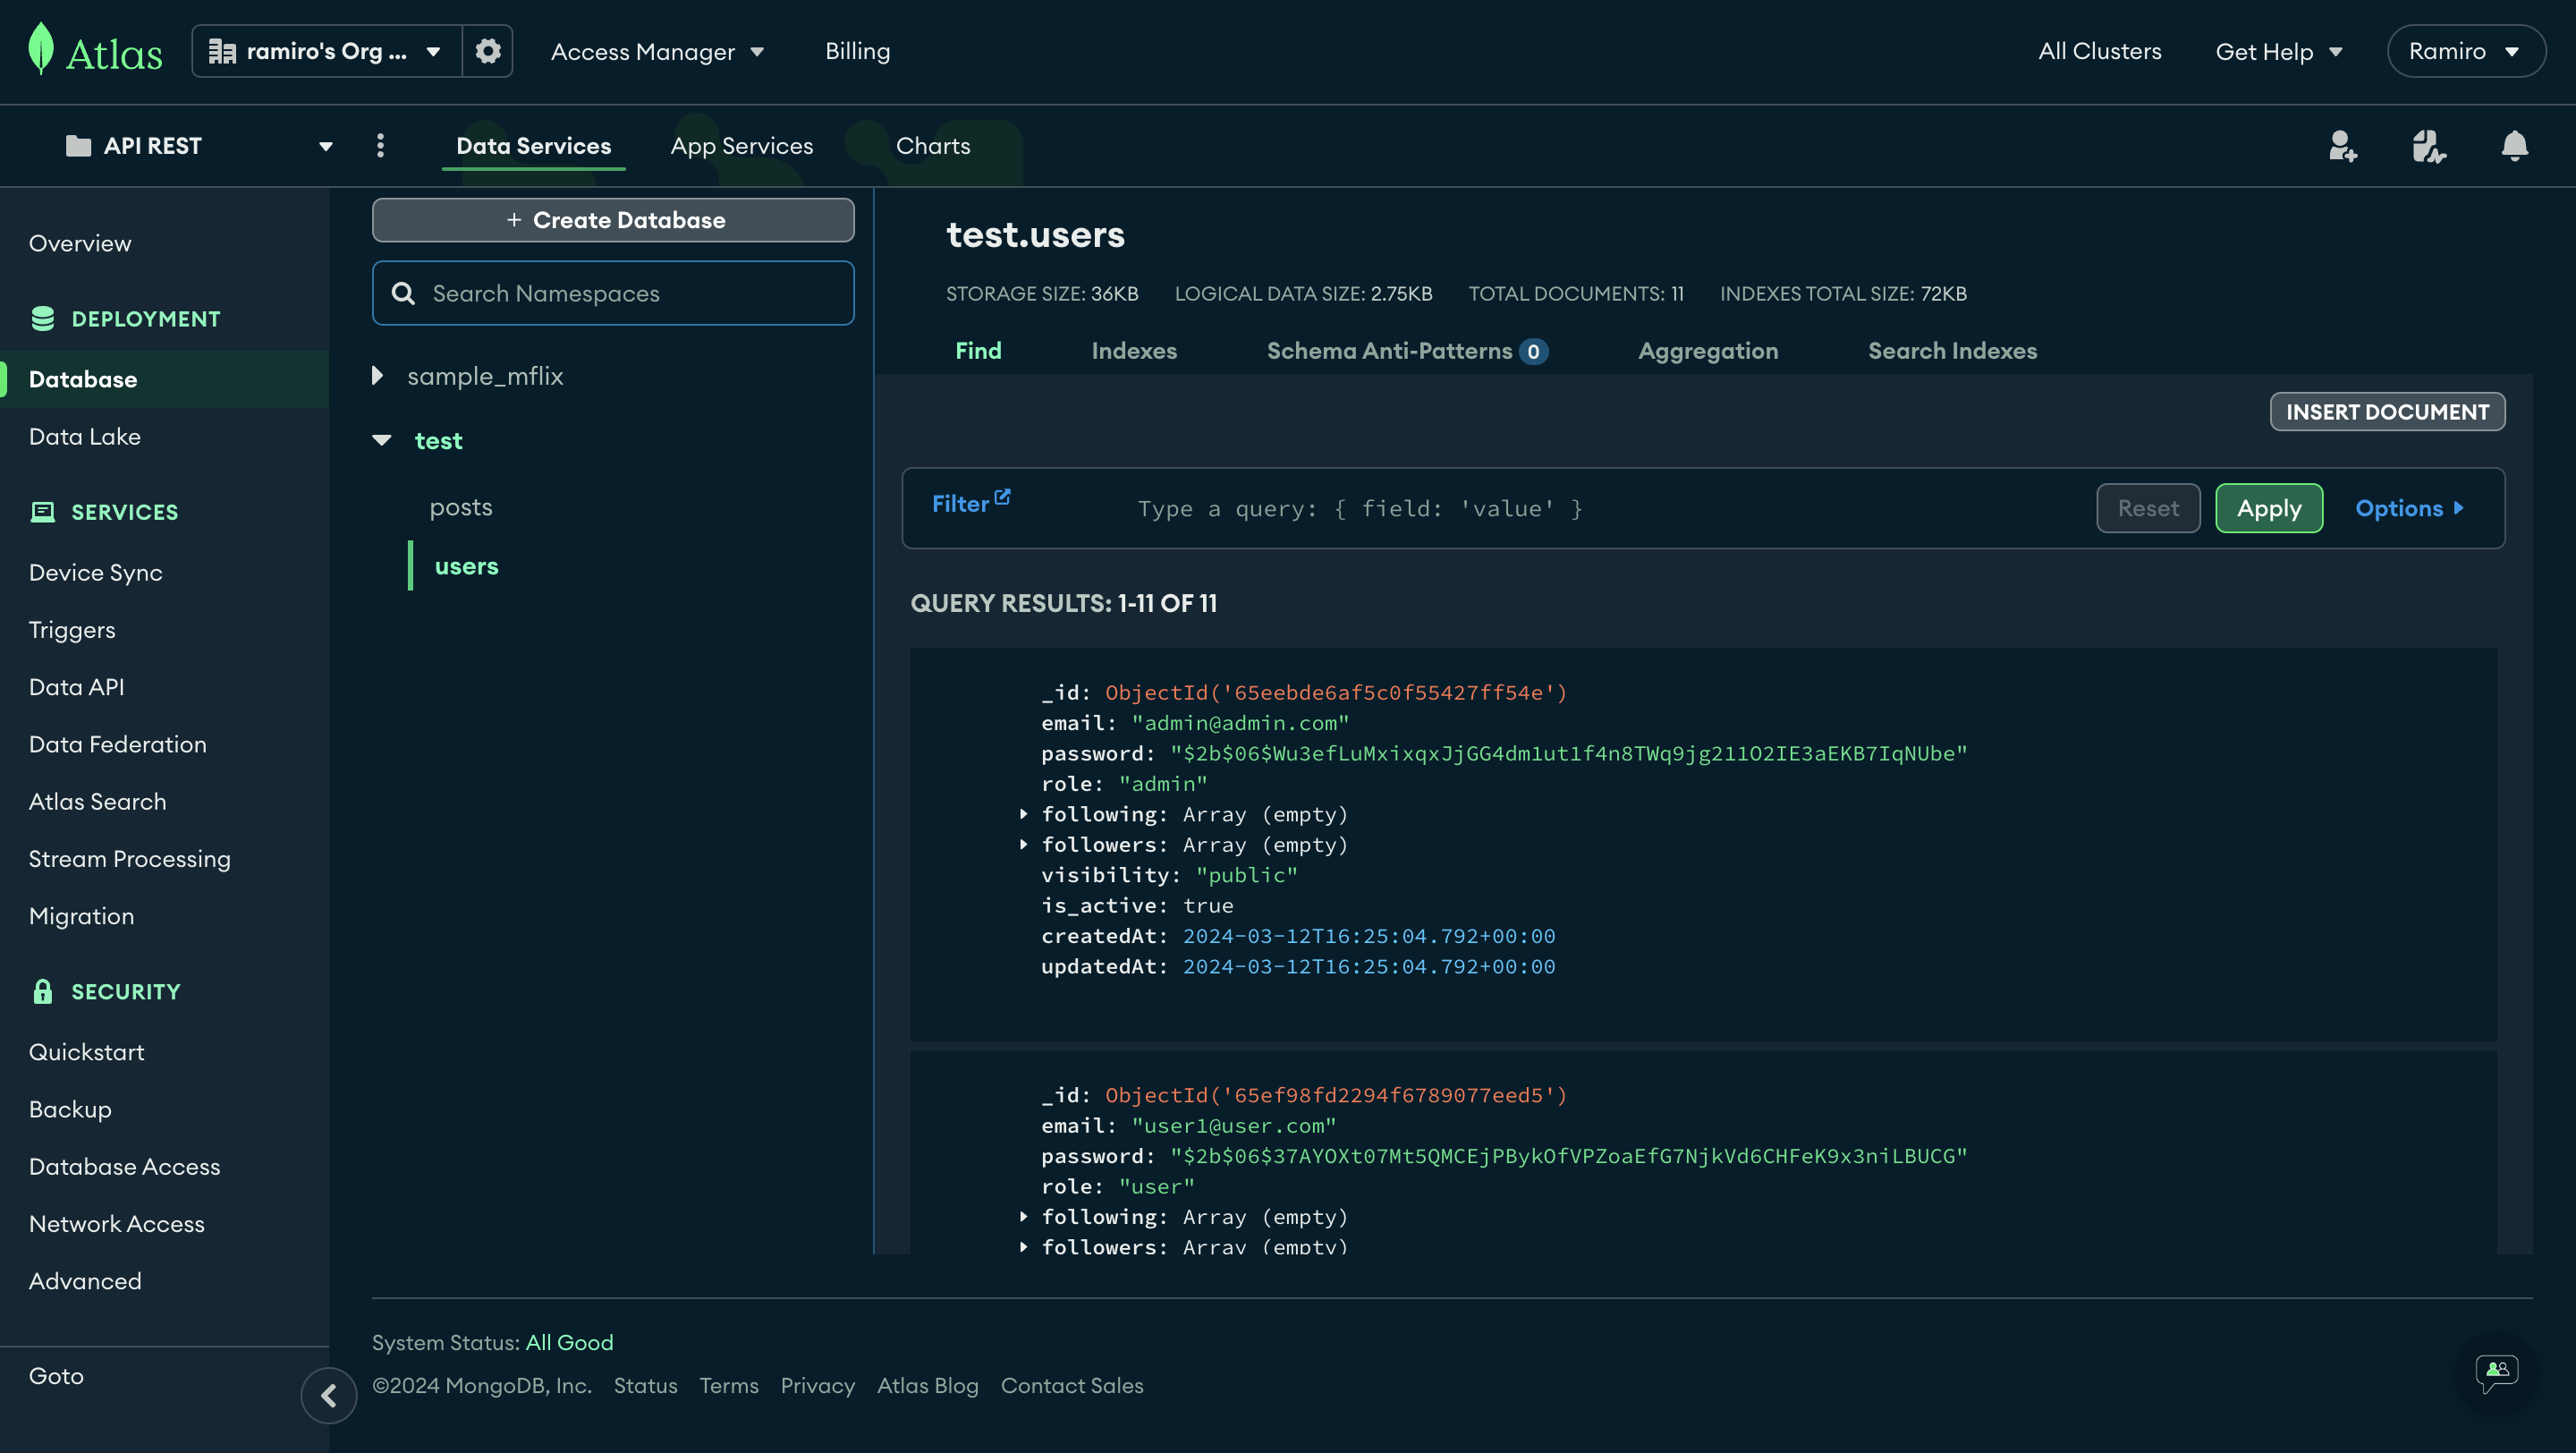 Atlas
ramiro's Org ...
Access Manager
Billing
All Clusters
Get Help
Ramiro
API REST
Data Services
App Services
Charts
Overview
DEPLOYMENT
Database
Data Lake
SERVICES
Device Sync
Triggers
Data API
Data Federation
Atlas Search
Stream Processing
Migration
SECURITY
Quickstart
Backup
Database Access
Network Access
Advanced
Goto
+ Create Database
Search Namespaces
sample_mflix
test
posts
users
test.users
STORAGE SIZE: 36KB LOGICAL DATA SIZE: 2.75KB TOTAL DOCUMENTS: 11 INDEXES TOTAL SIZE: 72KB
Find Indexes Schema Anti-Patterns 0 Aggregation Search Indexes
INSERT DOCUMENT
Filter Type a query: { field: 'value' } Reset Apply Options
QUERY RESULTS: 1-11 OF 11
_id: ObjectId('65eebde6af5c0f55427ff54e')
email: "admin@admin.com"
password: "$2b$06$Wu3efLuMxixqxJjGG4dm1ut1f4n8TWq9jg211O2IE3aEKB7IqNUbe"
role: "admin"
following: Array (empty)
followers: Array (empty)
visibility: "public"
is_active: true
createdAt: 2024-03-12T16:25:04.792+00:00
updatedAt: 2024-03-12T16:25:04.792+00:00
_id: ObjectId('65ef98fd2294f6789077eed5')
email: "user1@user.com"
password: "$2b$06$37AYOXt07Mt5QMCEjPBykOfVPZoaEfG7NjkVd6CHFeK9x3niLBUCG"
role: "user"
following: Array (empty)
followers: Array (empty)
System Status: All Good
©2024 MongoDB, Inc. Status Terms Privacy Atlas Blog Contact Sales